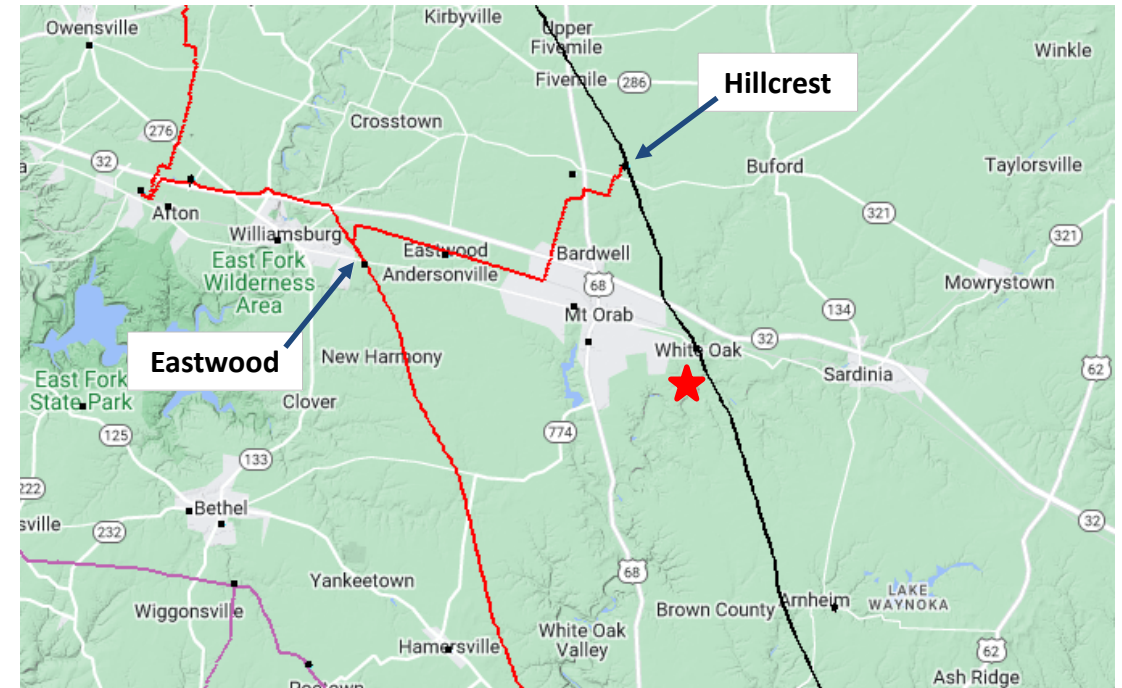 Kirbyville
Owensville
Upper
Fivemile
Winkle
Fivemile
286
Hillcrest
Crosstown
276
32
Buford
Taylorsville
Afton
321
Williamsburg
Eastwood
Bardwell
321
East Fork
Wilderness
Area
Andersonville
68
Mowrystown
134
Mt Orab
Eastwood
New Harmony
White Oak
32
Sardinia
62
East Fork
State Park
Clover
125
774
133
222
Bethel
sville
232
32
Yankeetown
68
LAKE
WAYNOKA
Wiggonsville
Brown County
Arnheim
White Oak
Valley
Hamersville
62
Ash Ridge